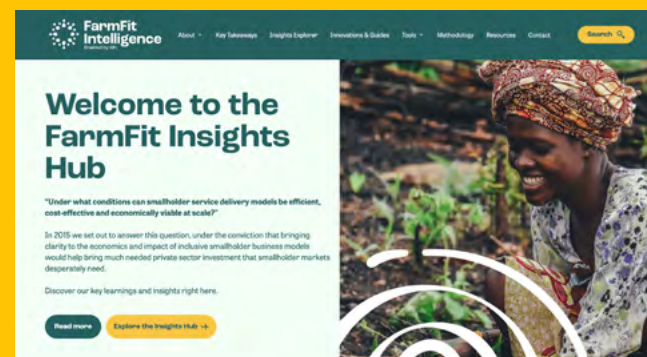 FarmFit
Intelligence
Enabled by IDH
About
Key Takeaways
Insights Explorer
Innovations & Guides
Tools
Methodology
Resources
Contact
Search
Welcome to the
FarmFit Insights
Hub
"Under what conditions can smallholder service delivery models be efficient,
cost-effective and economically viable at scale?"
In 2015 we set out to answer this question, under the conviction that bringing
clarity to the economics and impact of inclusive smallholder business models
would help bring much needed private sector investment that smallholder markets
desperately need.
Discover our key learnings and insights right here.
Read more
Explore the Insights Hub →